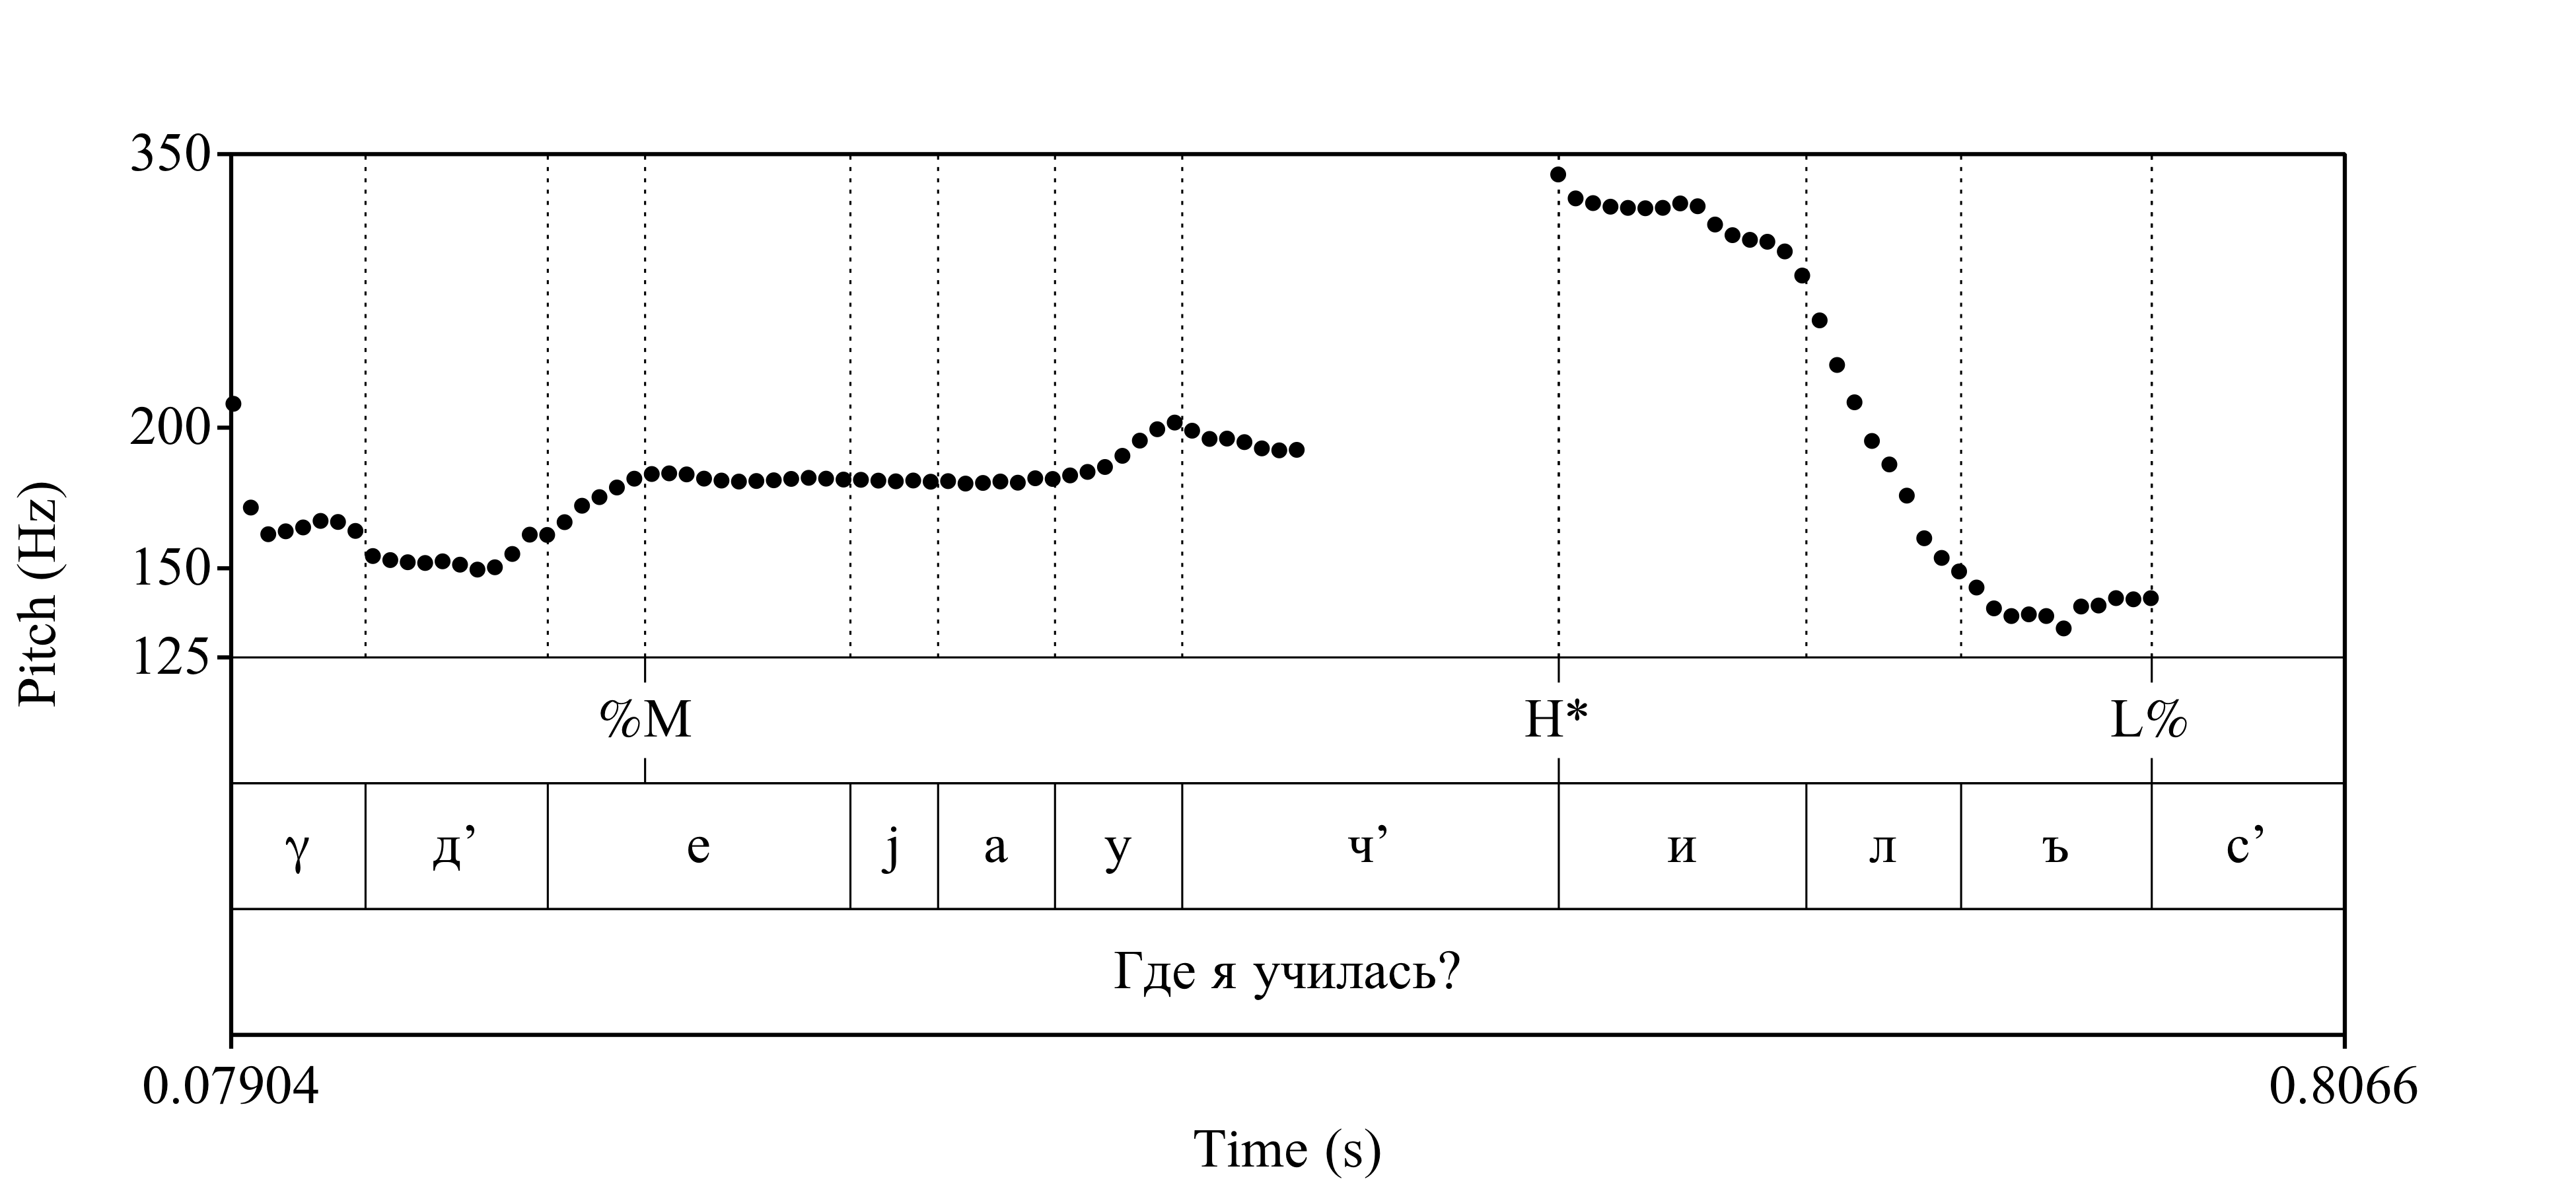 350
200
150
125
Pitch (Hz)
%M H* L%
γ д’ е j а у ч’ и л ъ с’
Где я училась?
0.07904 0.8066
Time (s)